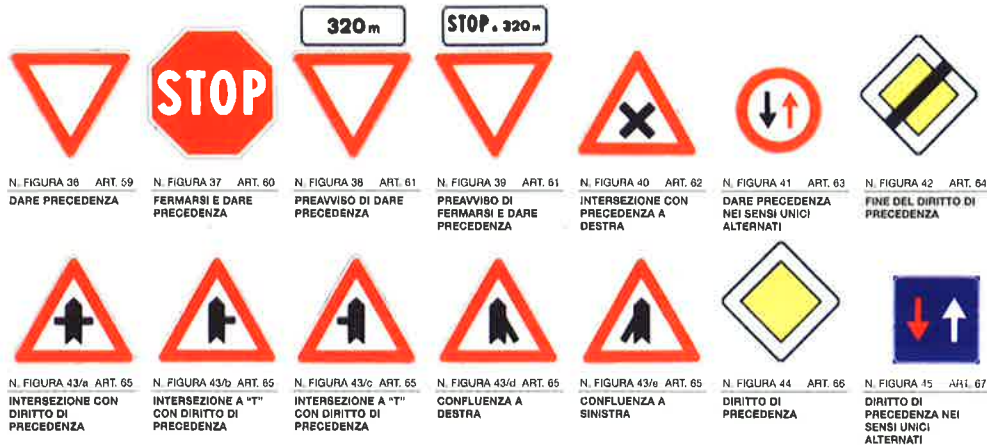 320m
STOP. 320m
STOP
N. FIGURA 36 ART. 59
DARE PRECEDENZA
N. FIGURA 37 ART. 60
FERMARSI E DARE
PRECEDENZA
N. FIGURA 38 ART. 61
PREAVVISO DI DARE
PRECEDENZA
N. FIGURA 39 ART. 61
PREAVVISO DI
FERMARSI E DARE
PRECEDENZA
N. FIGURA 40 ART. 62
INTERSEZIONE CON
PRECEDENZA A
DESTRA
N. FIGURA 41 ART. 63
DARE PRECEDENZA
NEI SENSI UNICI
ALTERNATI
N. FIGURA 42 ART. 64
FINE DEL DIRITTO DI
PRECEDENZA
N. FIGURA 43/a ART. 65
INTERSEZIONE CON
DIRITTO DI
PRECEDENZA
N. FIGURA 43/b ART. 65
INTERSEZIONE A "T"
CON DIRITTO DI
PRECEDENZA
N. FIGURA 43/c ART. 65
INTERSEZIONE A "T"
CON DIRITTO DI
PRECEDENZA
N. FIGURA 43/d ART. 65
CONFLUENZA A
DESTRA
N. FIGURA 43/e ART. 65
CONFLUENZA A
SINISTRA
N. FIGURA 44 ART. 66
DIRITTO DI
PRECEDENZA
N. FIGURA 45 ART. 67
DIRITTO DI
PRECEDENZA NEI
SENSI UNICI
ALTERNATI